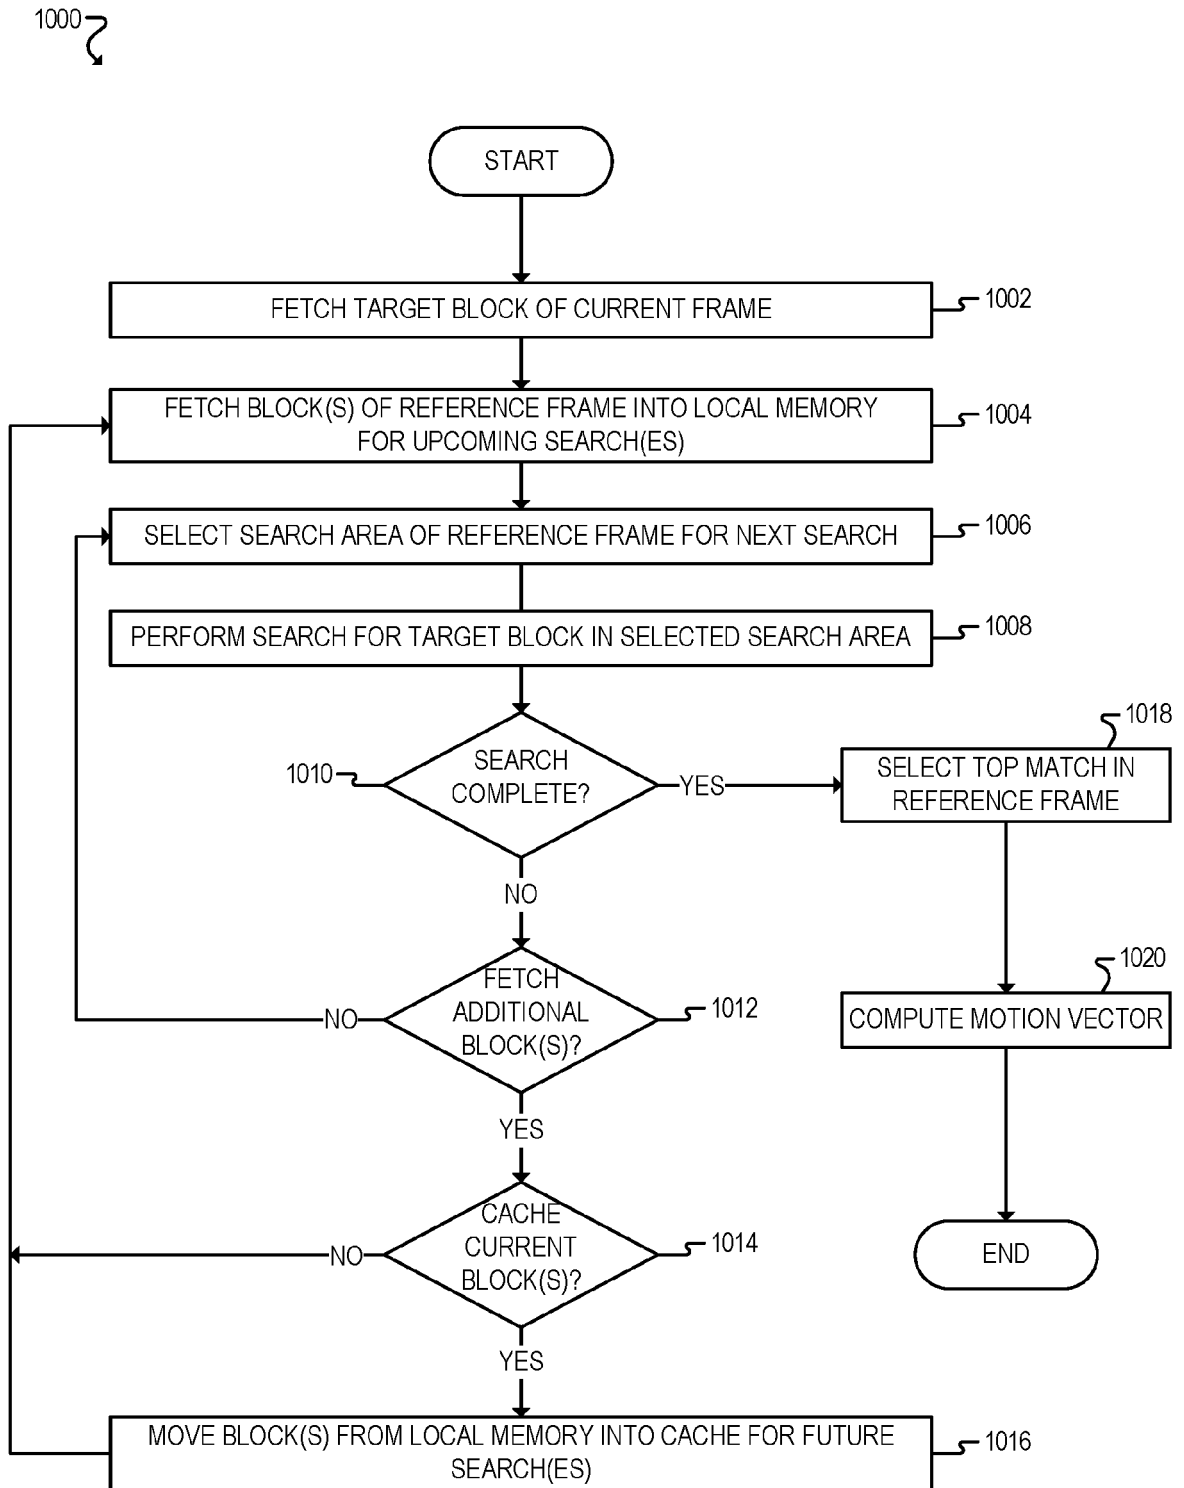 1000
START
FETCH TARGET BLOCK OF CURRENT FRAME
1002
FETCH BLOCK(S) OF REFERENCE FRAME INTO LOCAL MEMORY
FOR UPCOMING SEARCH(ES)
1004
SELECT SEARCH AREA OF REFERENCE FRAME FOR NEXT SEARCH
1006
PERFORM SEARCH FOR TARGET BLOCK IN SELECTED SEARCH AREA
1008
1010
SEARCH
COMPLETE?
YES
1018
SELECT TOP MATCH IN
REFERENCE FRAME
NO
FETCH
ADDITIONAL
BLOCK(S)?
1012
NO
1020
COMPUTE MOTION VECTOR
YES
CACHE
CURRENT
BLOCK(S)?
1014
NO
END
YES
MOVE BLOCK(S) FROM LOCAL MEMORY INTO CACHE FOR FUTURE
SEARCH(ES)
1016